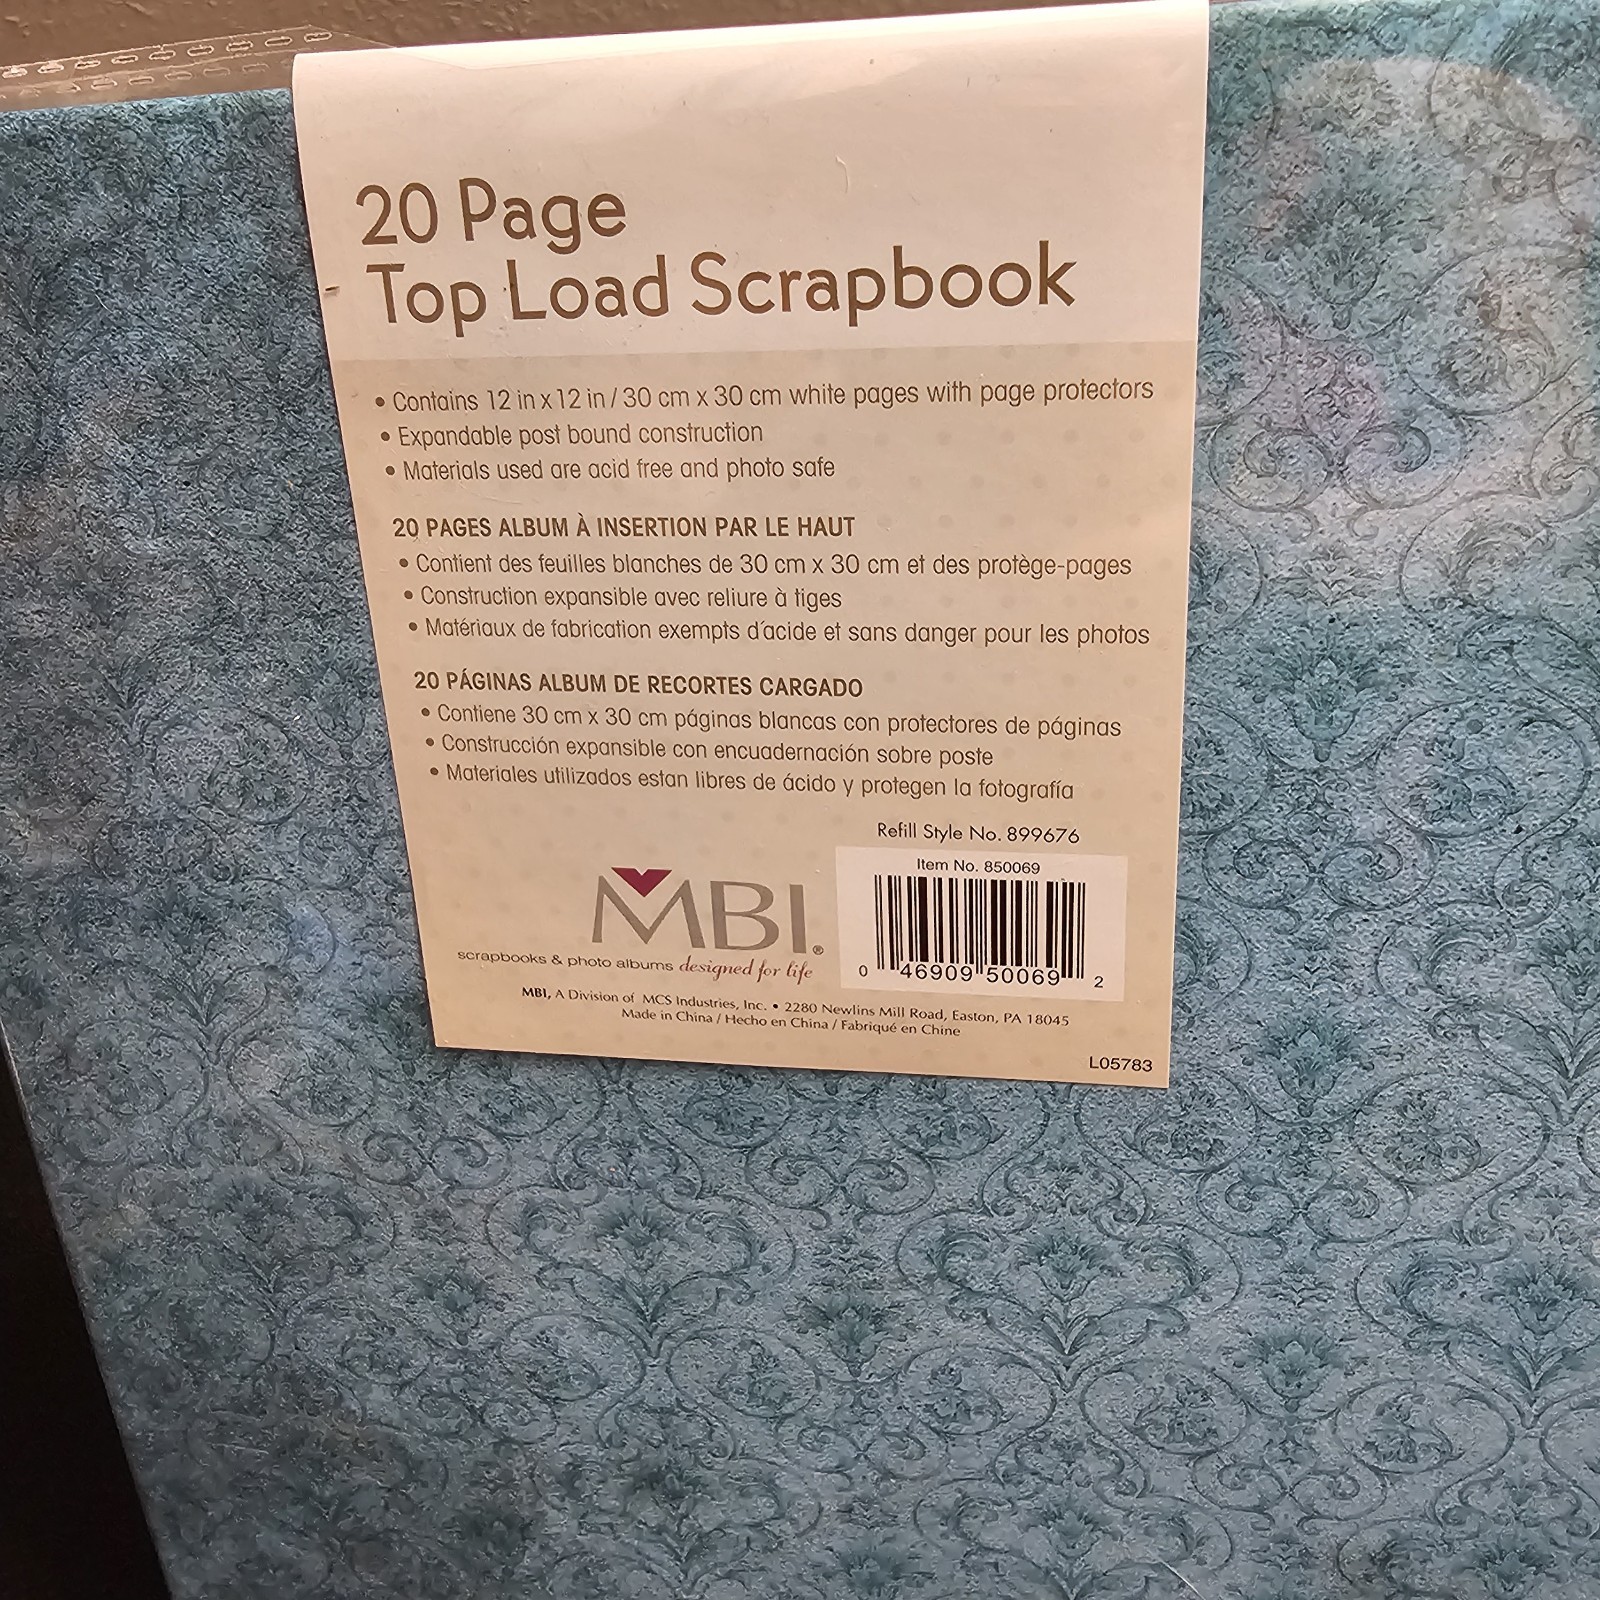 20 Page
Top Load Scrapbook
• Contains 12 in x 12 in / 30 cm x 30 cm white pages with page protectors
• Expandable post bound construction
• Materials used are acid free and photo safe
20 PAGES ALBUM À INSERTION PAR LE HAUT
• Contient des feuilles blanches de 30 cm x 30 cm et des protège-pages
• Construction expansible avec reliure à tiges
• Matériaux de fabrication exempts d'acide et sans danger pour les photos
20 PÁGINAS ALBUM DE RECORTES CARGADO
• Contiene 30 cm x 30 cm páginas blancas con protectores de páginas
• Construcción expansible con encuadernación sobre poste
• Materiales utilizados estan libres de ácido y protegen la fotografía
Refill Style No. 899676
Item No. 850069
MBI®
scrapbooks & photo albums designed for life
0 46909 50069 2
MBI, A Division of MCS Industries, Inc. • 2280 Newlins Mill Road, Easton, PA 18045
Made in China / Hecho en China / Fabriqué en Chine
L05783